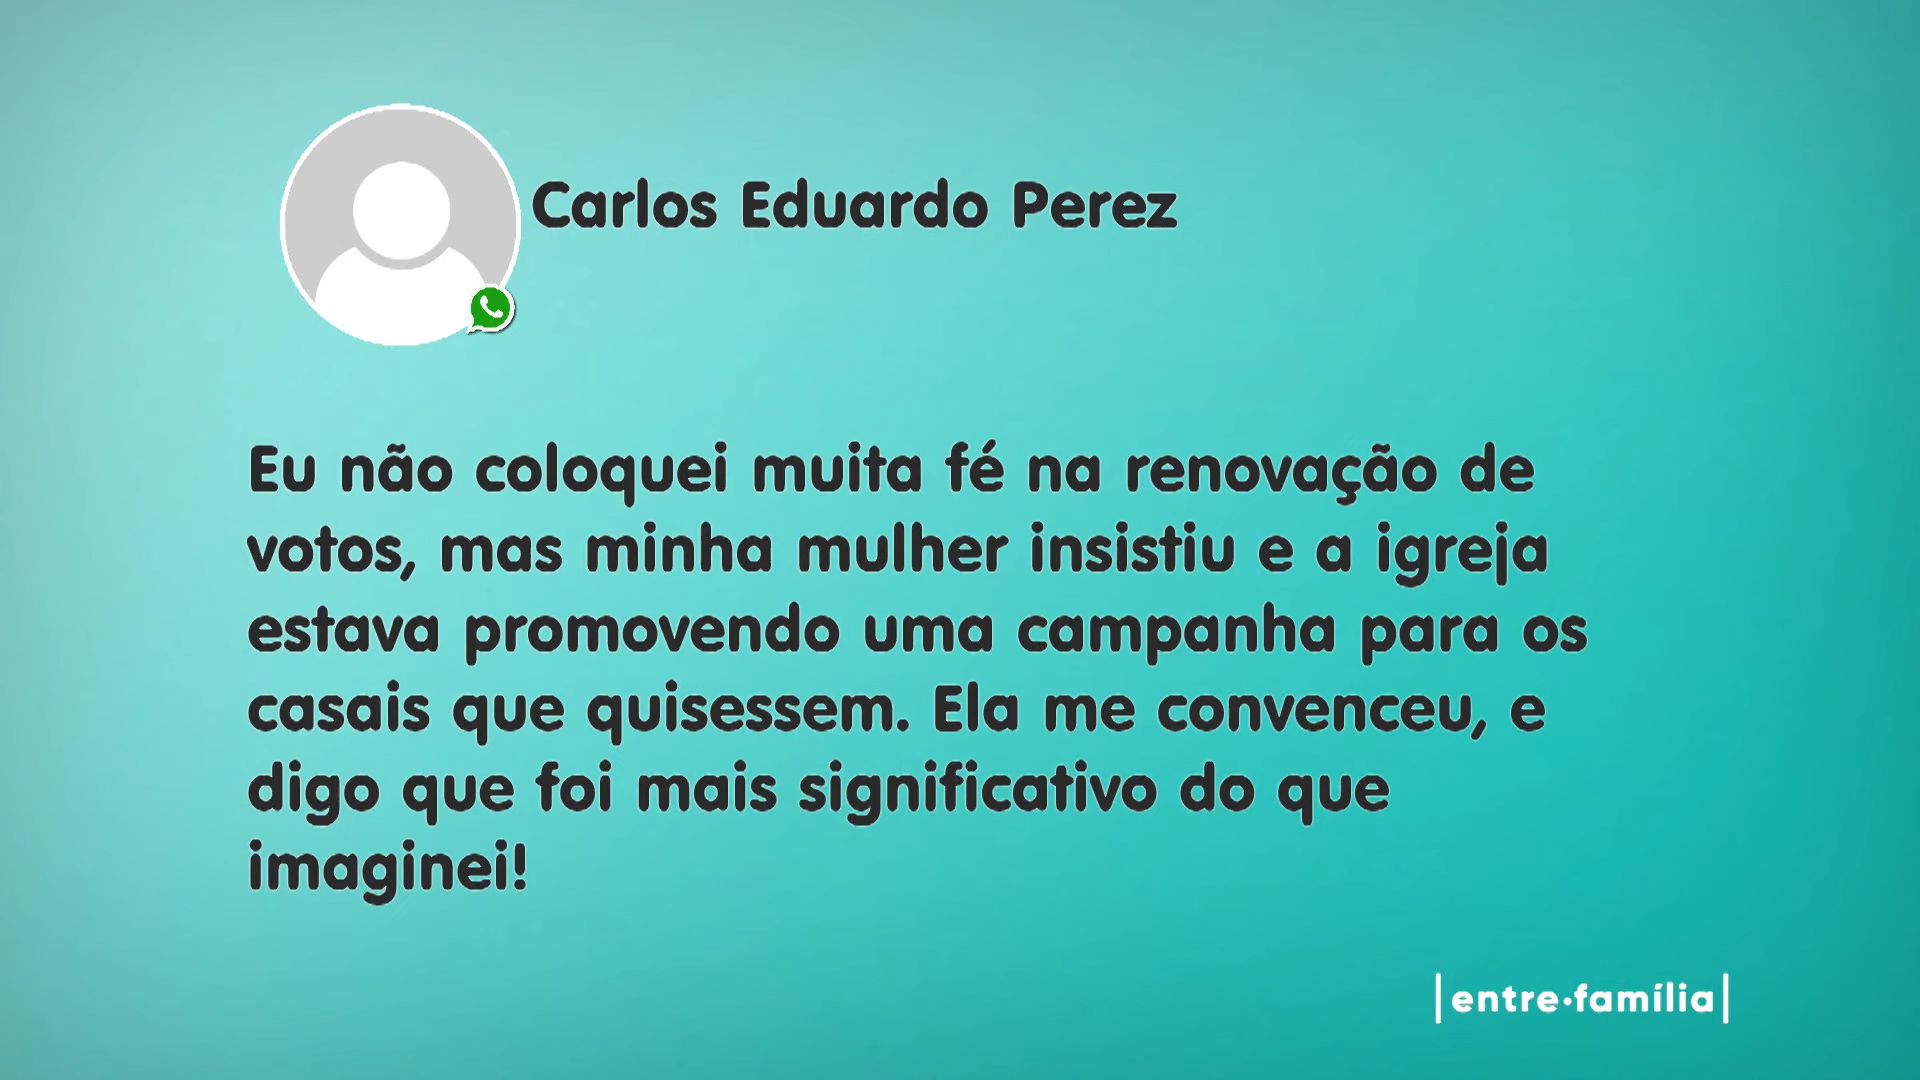 Carlos Eduardo Perez
Eu não coloquei muita fé na renovação de
votos, mas minha mulher insistiu e a igreja
estava promovendo uma campanha para os
casais que quisessem. Ela me convenceu, e
digo que foi mais significativo do que
imaginei!
|entre•família|